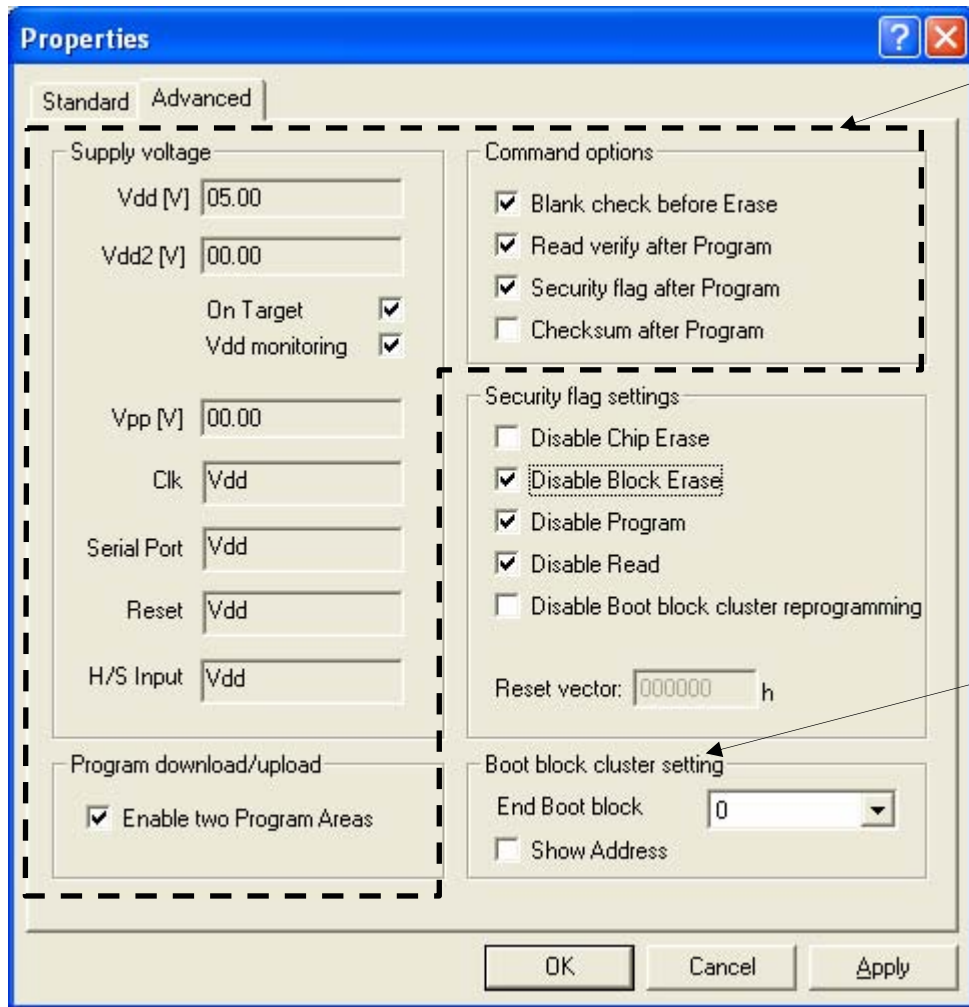 Properties
Standard
Advanced
Supply voltage
Vdd [V] 05.00
Vdd2 [V] 00.00
On Target
Vdd monitoring
Vpp [V] 00.00
Clk Vdd
Serial Port Vdd
Reset Vdd
H/S Input Vdd
Program download/upload
Enable two Program Areas
Command options
Blank check before Erase
Read verify after Program
Security flag after Program
Checksum after Program
Security flag settings
Disable Chip Erase
Disable Block Erase
Disable Program
Disable Read
Disable Boot block cluster reprogramming
Reset vector: 000000 h
Boot block cluster setting
End Boot block 0
Show Address
OK
Cancel
Apply